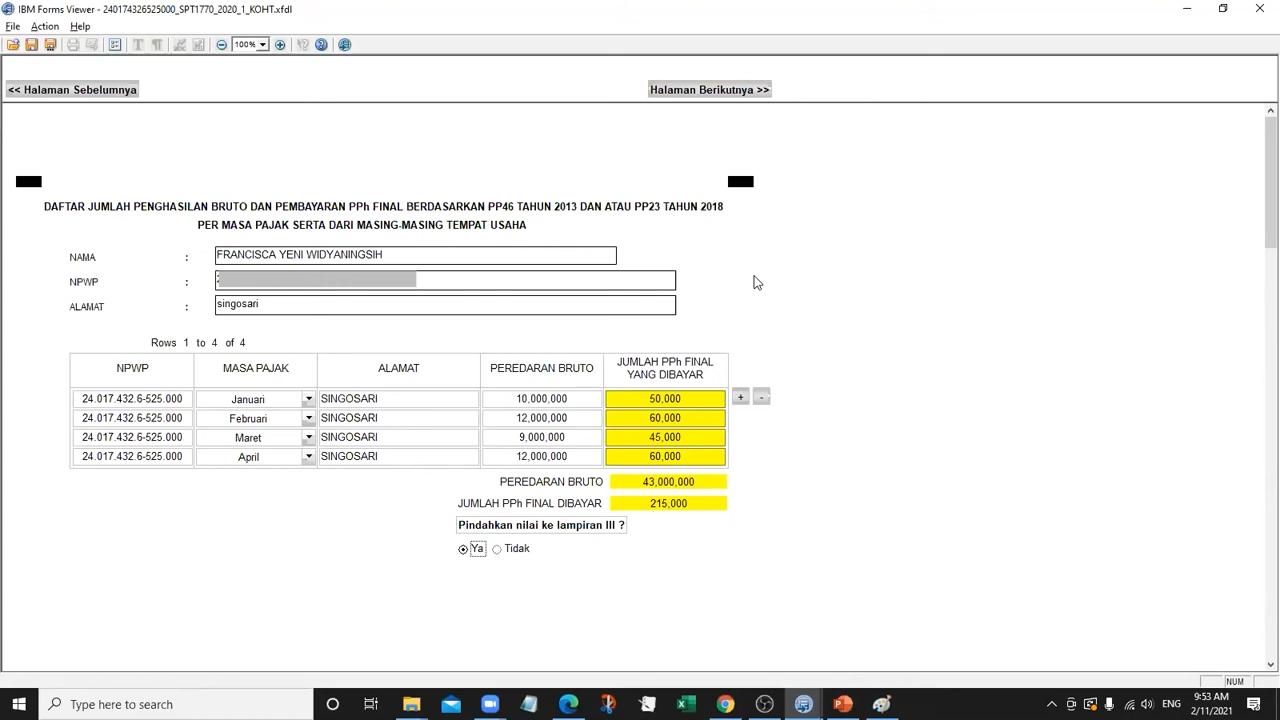 IBM Forms Viewer - 240174326525000_SPT1770_2020_1_KOHT.xfdl
File Action Help
100%
<< Halaman Sebelumnya
Halaman Berikutnya >>
DAFTAR JUMLAH PENGHASILAN BRUTO DAN PEMBAYARAN PPh FINAL BERDASARKAN PP46 TAHUN 2013 DAN ATAU PP23 TAHUN 2018
PER MASA PAJAK SERTA DARI MASING-MASING TEMPAT USAHA
NAMA : FRANCISCA YENI WIDYANINGSIH
NPWP :
ALAMAT : singosari
Rows 1 to 4 of 4
NPWP MASA PAJAK ALAMAT PEREDARAN BRUTO JUMLAH PPh FINAL YANG DIBAYAR
24.017.432.6-525.000 Januari SINGOSARI 10,000,000 50,000 + -
24.017.432.6-525.000 Februari SINGOSARI 12,000,000 60,000
24.017.432.6-525.000 Maret SINGOSARI 9,000,000 45,000
24.017.432.6-525.000 April SINGOSARI 12,000,000 60,000
PEREDARAN BRUTO 43,000,000
JUMLAH PPh FINAL DIBAYAR 215,000
Pindahkan nilai ke lampiran III ?
Ya Tidak
NUM
Type here to search
ENG
9:53 AM
2/11/2021